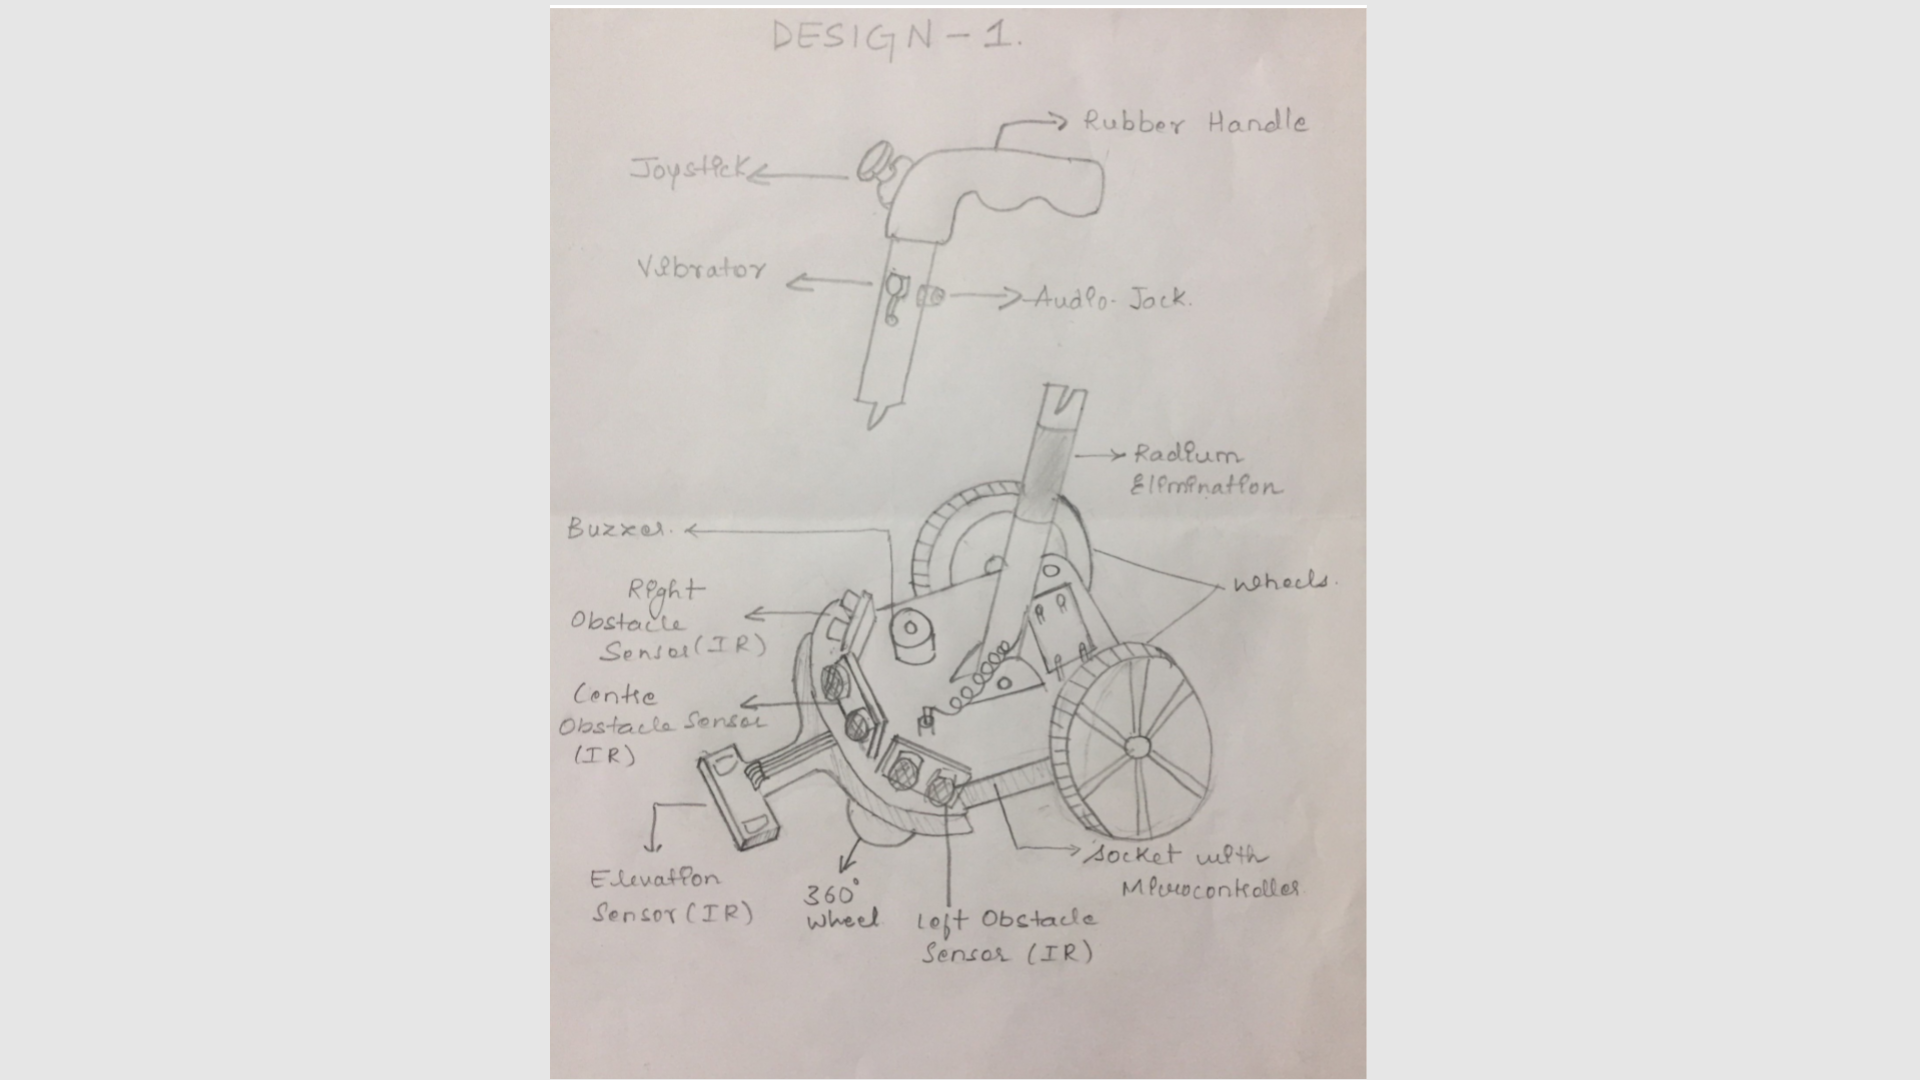 DESIGN-1.
Rubber Handle
Joystick
Vibrator
Audio Jack.
Radium
Elimination
Buzzer.
Right
Obstacle
Sensor (IR)
Wheels.
Centre
Obstacle Sensor
(IR)
Socket with
Microcontroller
Elevation
Sensor (IR)
360°
Wheel
Left Obstacle
Sensor (IR)